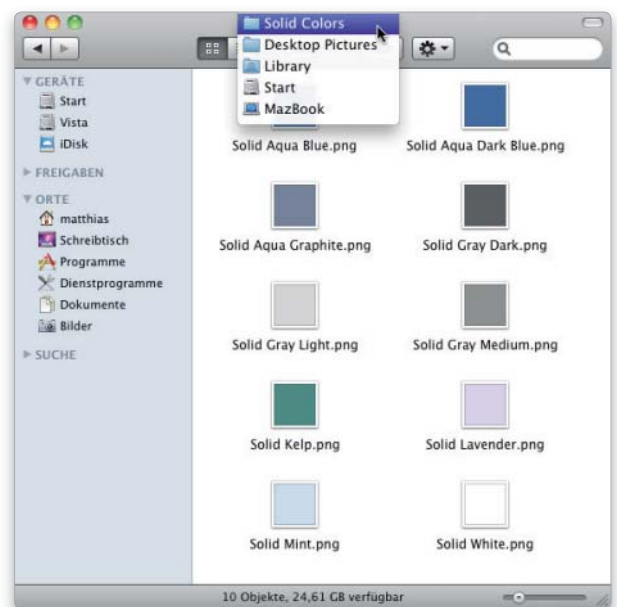 Solid Colors
Desktop Pictures
Library
Start
MazBook
GERÄTE
Start
Vista
iDisk
FREIGABEN
ORTE
matthias
Schreibtisch
Programme
Dienstprogramme
Dokumente
Bilder
SUCHE
Solid Aqua Blue.png
Solid Aqua Dark Blue.png
Solid Aqua Graphite.png
Solid Gray Dark.png
Solid Gray Light.png
Solid Gray Medium.png
Solid Kelp.png
Solid Lavender.png
Solid Mint.png
Solid White.png
10 Objekte, 24,61 GB verfügbar